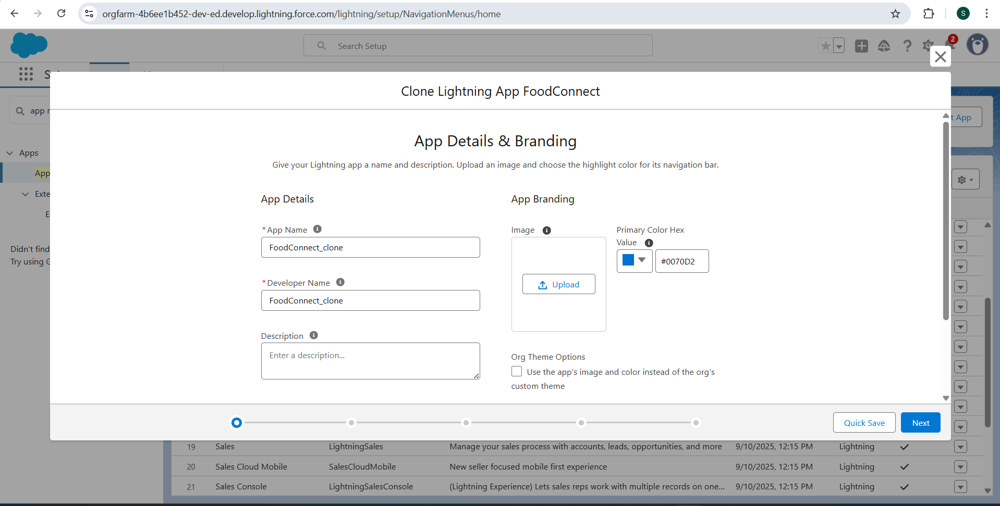 orgfarm-4b6ee1b452-dev-ed.develop.lightning.force.com/lightning/setup/NavigationMenus/home
S
Search Setup
2
Clone Lightning App FoodConnect
app
t App
App Details & Branding
Give your Lightning app a name and description. Upload an image and choose the highlight color for its navigation bar.
Apps
App
Exte
E
Didn't find
Try using G
App Details
App Branding
*App Name
FoodConnect_clone
Image
Primary Color Hex
Value
#0070D2
Upload
*Developer Name
FoodConnect_clone
Description
Enter a description...
Org Theme Options
Use the app's image and color instead of the org's
custom theme
Quick Save
Next
19 Sales LightningSales Manage your sales process with accounts, leads, opportunities, and more 9/10/2025, 12:15 PM Lightning
20 Sales Cloud Mobile SalesCloudMobile New seller focused mobile first experience 9/10/2025, 12:15 PM Lightning
21 Sales Console LightningSalesConsole (Lightning Experience) Lets sales reps work with multiple records on one... 9/10/2025, 12:15 PM Lightning